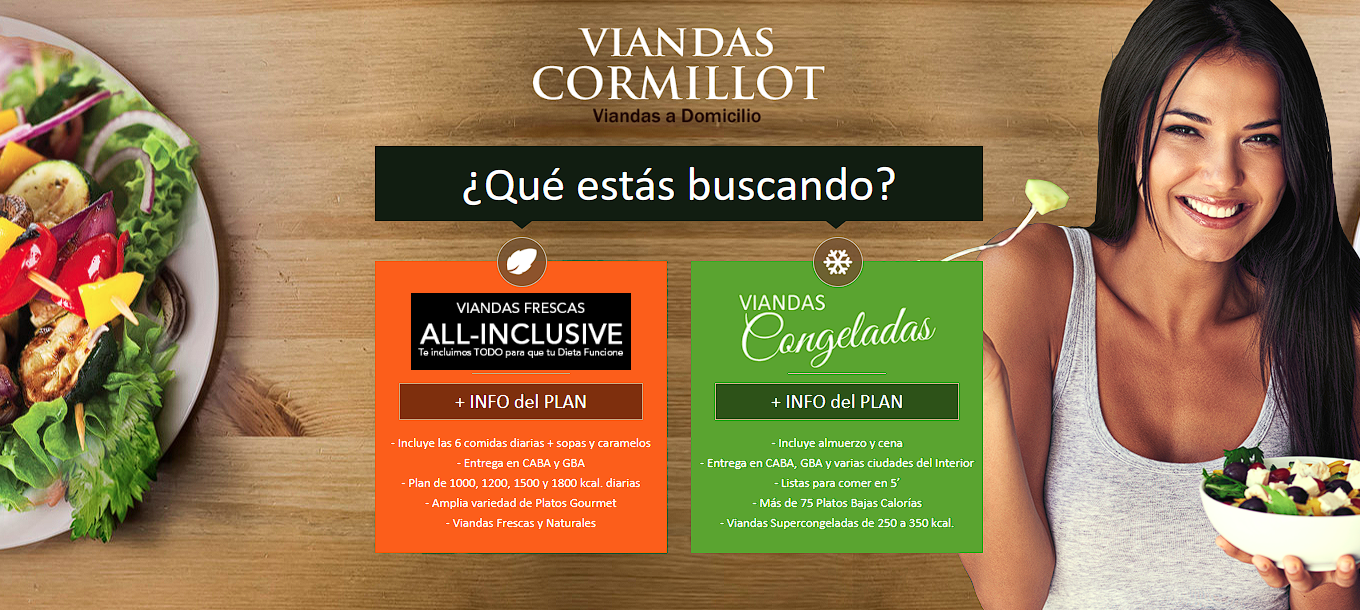 VIANDAS
CORMILLOT
Viandas a Domicilio
¿Qué estás buscando?
VIANDAS FRESCAS
ALL-INCLUSIVE
Te incluimos TODO para que tu Dieta Funcione
+ INFO del PLAN
- Incluye las 6 comidas diarias + sopas y caramelos
- Entrega en CABA y GBA
- Plan de 1000, 1200, 1500 y 1800 kcal. diarias
- Amplia variedad de Platos Gourmet
- Viandas Frescas y Naturales
VIANDAS
Congeladas
+ INFO del PLAN
- Incluye almuerzo y cena
- Entrega en CABA, GBA y varias ciudades del Interior
- Listas para comer en 5´
- Más de 75 Platos Bajas Calorías
- Viandas Supercongeladas de 250 a 350 kcal.